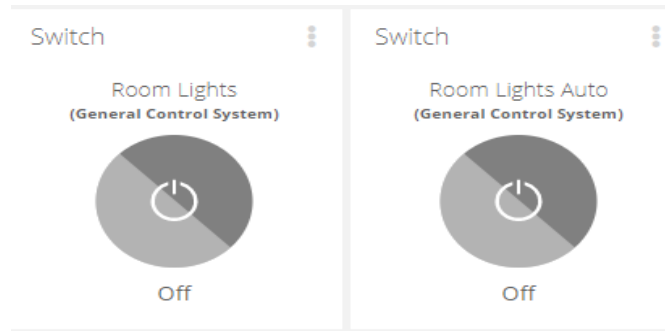 Switch
Room Lights
(General Control System)
Off
Switch
Room Lights Auto
(General Control System)
Off